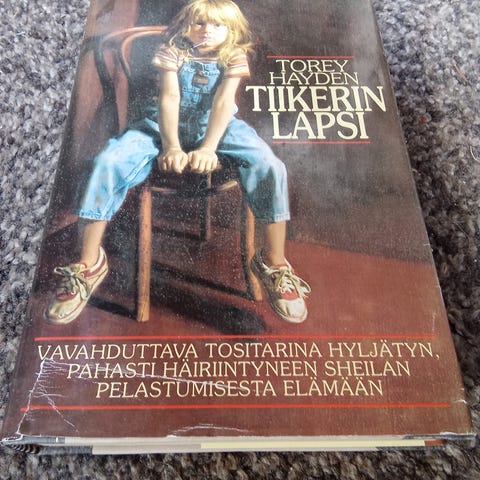 TOREY
HAYDEN
TIIKERIN
LAPSI
VAVAHDUTTAVA TOSITARINA HYLJÄTYN,
PAHASTI HÄIRIINTYNEEN SHEILAN
PELASTUMISESTA ELÄMÄÄN